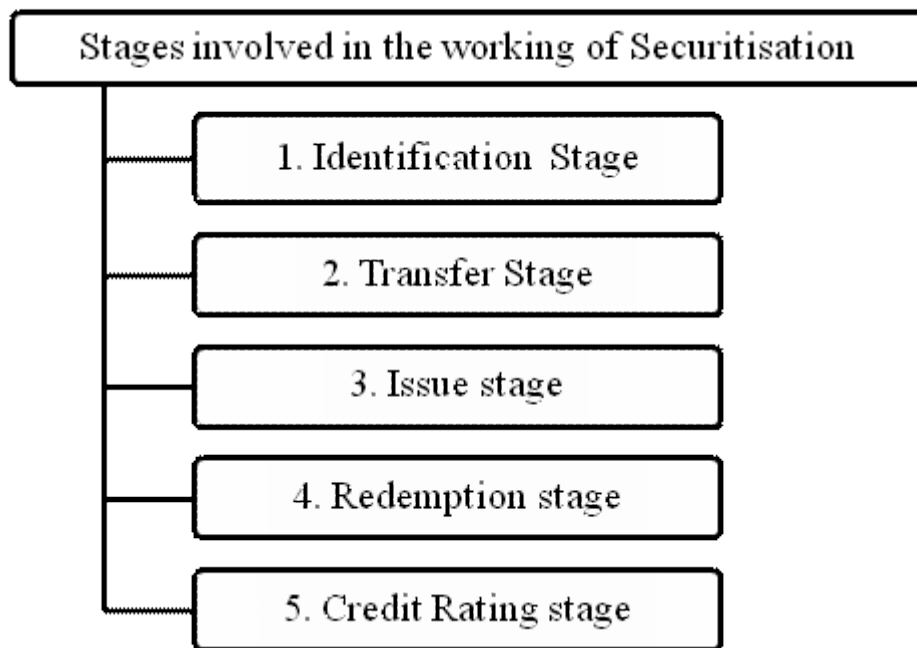 Stages involved in the working of Securitisation
1. Identification Stage
2. Transfer Stage
3. Issue stage
4. Redemption stage
5. Credit Rating stage